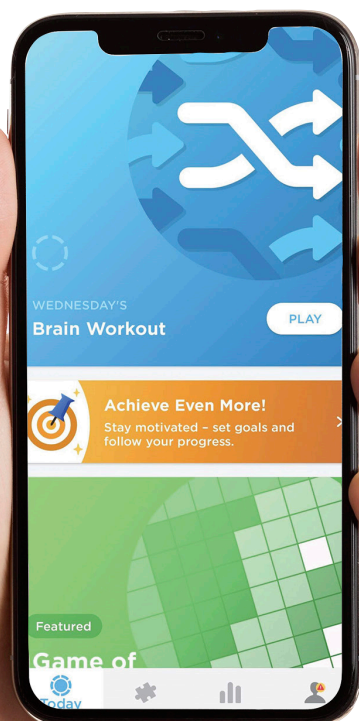 WEDNESDAY'S
Brain Workout
PLAY
Achieve Even More!
Stay motivated – set goals and
follow your progress.
Featured
Game of
Today